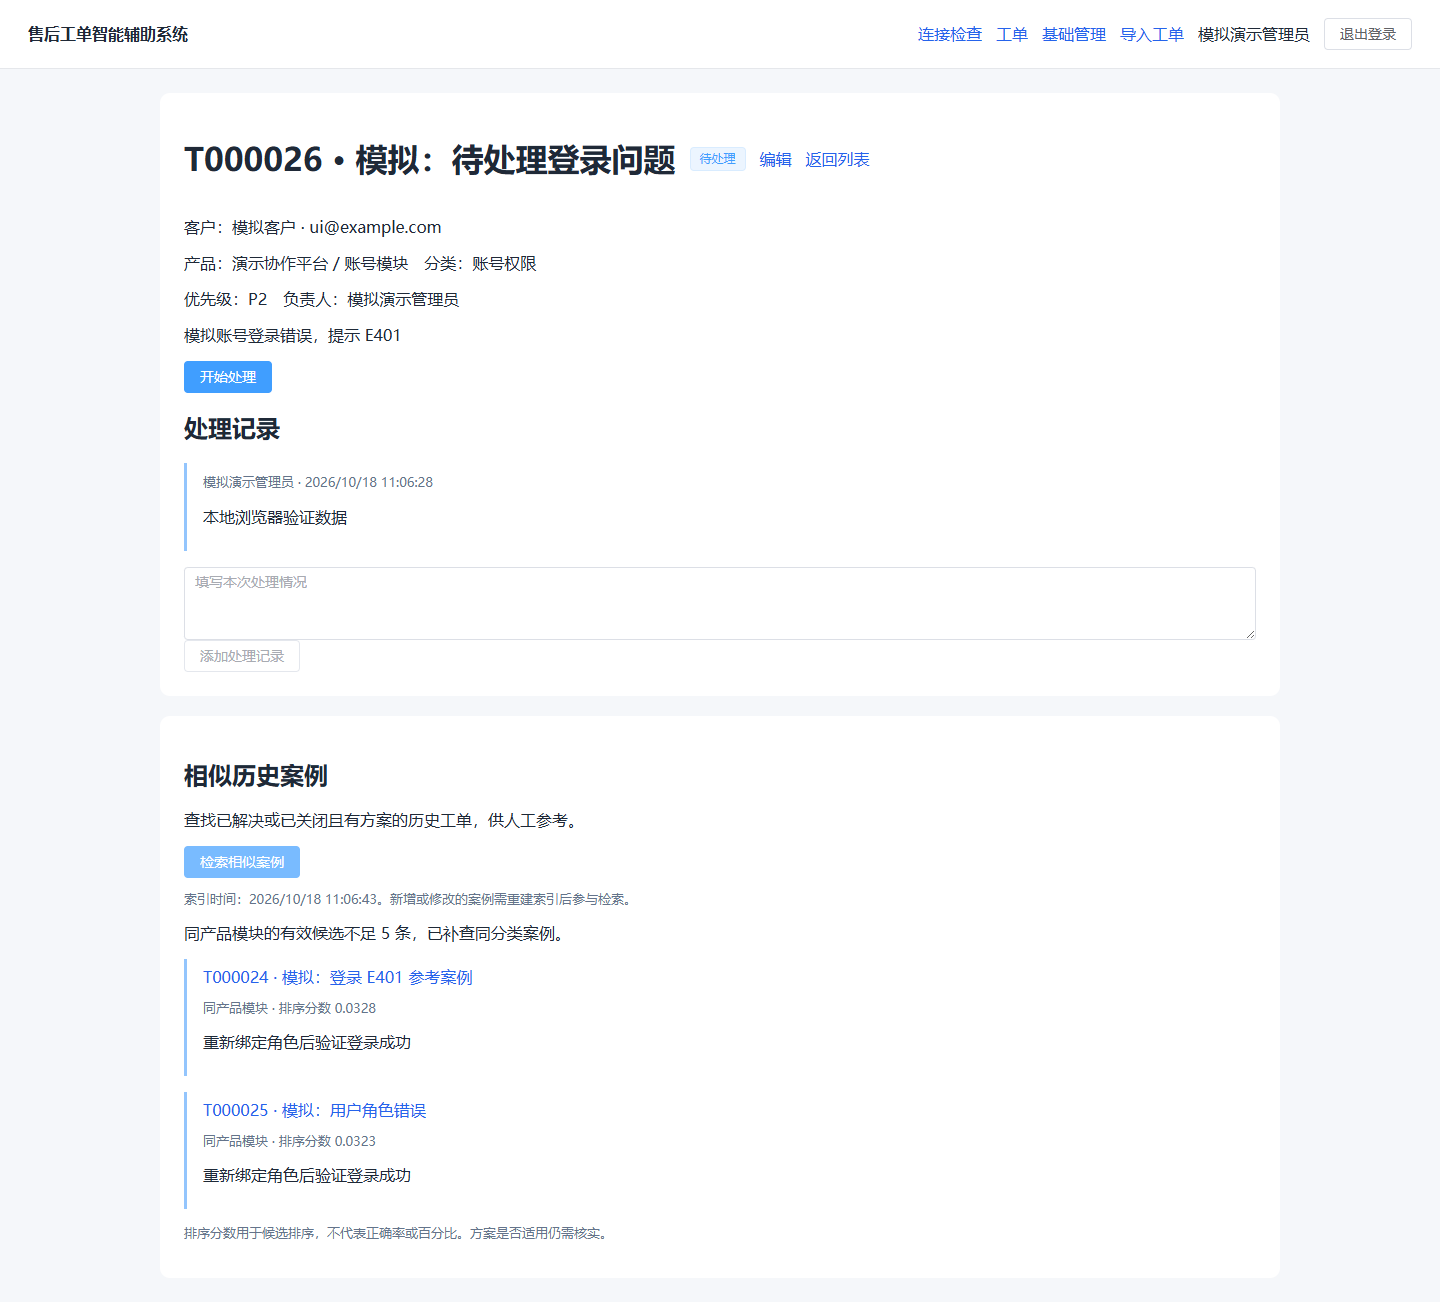 售后工单智能辅助系统
连接检查 工单 基础管理 导入工单 模拟演示管理员 退出登录
T000026 · 模拟：待处理登录问题 待处理 编辑 返回列表
客户：模拟客户 · ui@example.com
产品：演示协作平台 / 账号模块 分类：账号权限
优先级：P2 负责人：模拟演示管理员
模拟账号登录错误，提示 E401
开始处理
处理记录
模拟演示管理员 · 2026/10/18 11:06:28
本地浏览器验证数据
填写本次处理情况
添加处理记录
相似历史案例
查找已解决或已关闭且有方案的历史工单，供人工参考。
检索相似案例
索引时间：2026/10/18 11:06:43。新增或修改的案例需重建索引后参与检索。
同产品模块的有效候选不足 5 条，已补查同分类案例。
T000024 · 模拟：登录 E401 参考案例
同产品模块 · 排序分数 0.0328
重新绑定角色后验证登录成功
T000025 · 模拟：用户角色错误
同产品模块 · 排序分数 0.0323
重新绑定角色后验证登录成功
排序分数用于候选排序，不代表正确率或百分比。方案是否适用仍需核实。